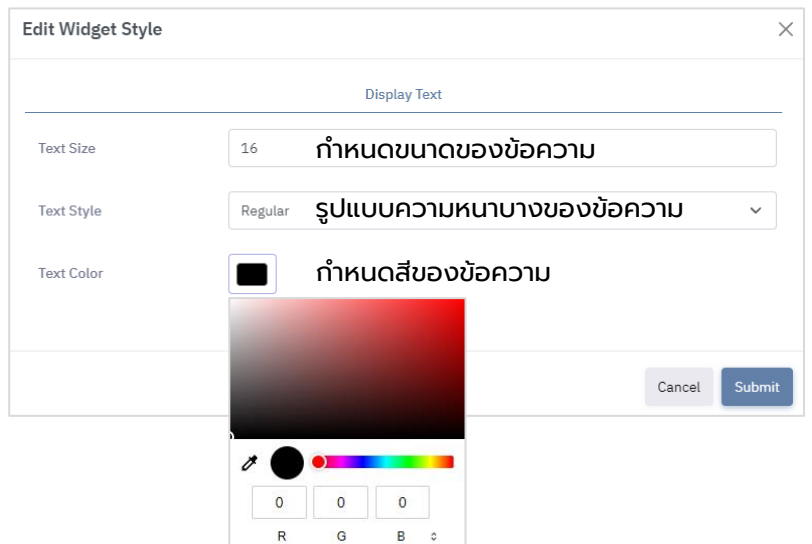 Edit Widget Style
Display Text
Text Size 16 กำหนดขนาดของข้อความ
Text Style Regular รูปแบบความหนาบางของข้อความ
Text Color กำหนดสีของข้อความ
Cancel Submit
0 0 0
R G B